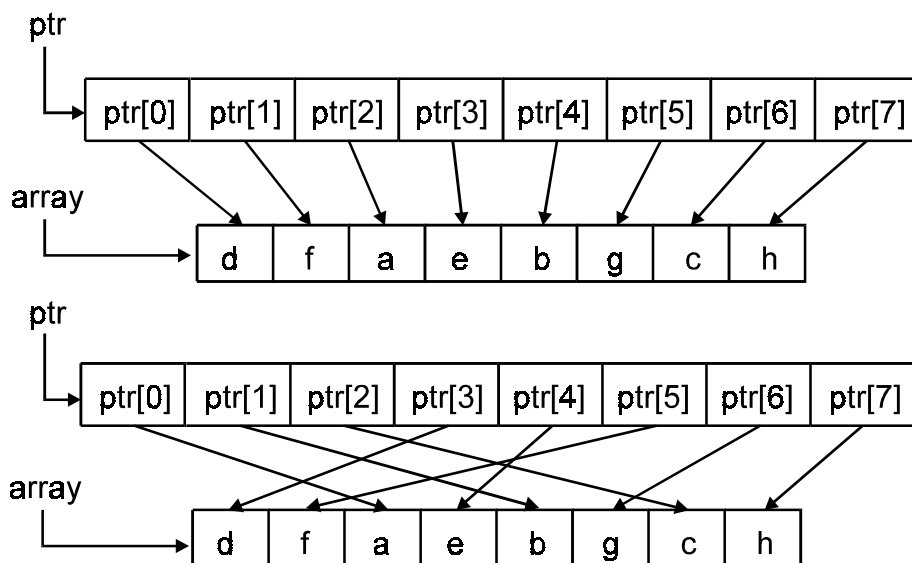 ptr
ptr[0] ptr[1] ptr[2] ptr[3] ptr[4] ptr[5] ptr[6] ptr[7]
array
d f a e b g c h
ptr
ptr[0] ptr[1] ptr[2] ptr[3] ptr[4] ptr[5] ptr[6] ptr[7]
array
d f a e b g c h